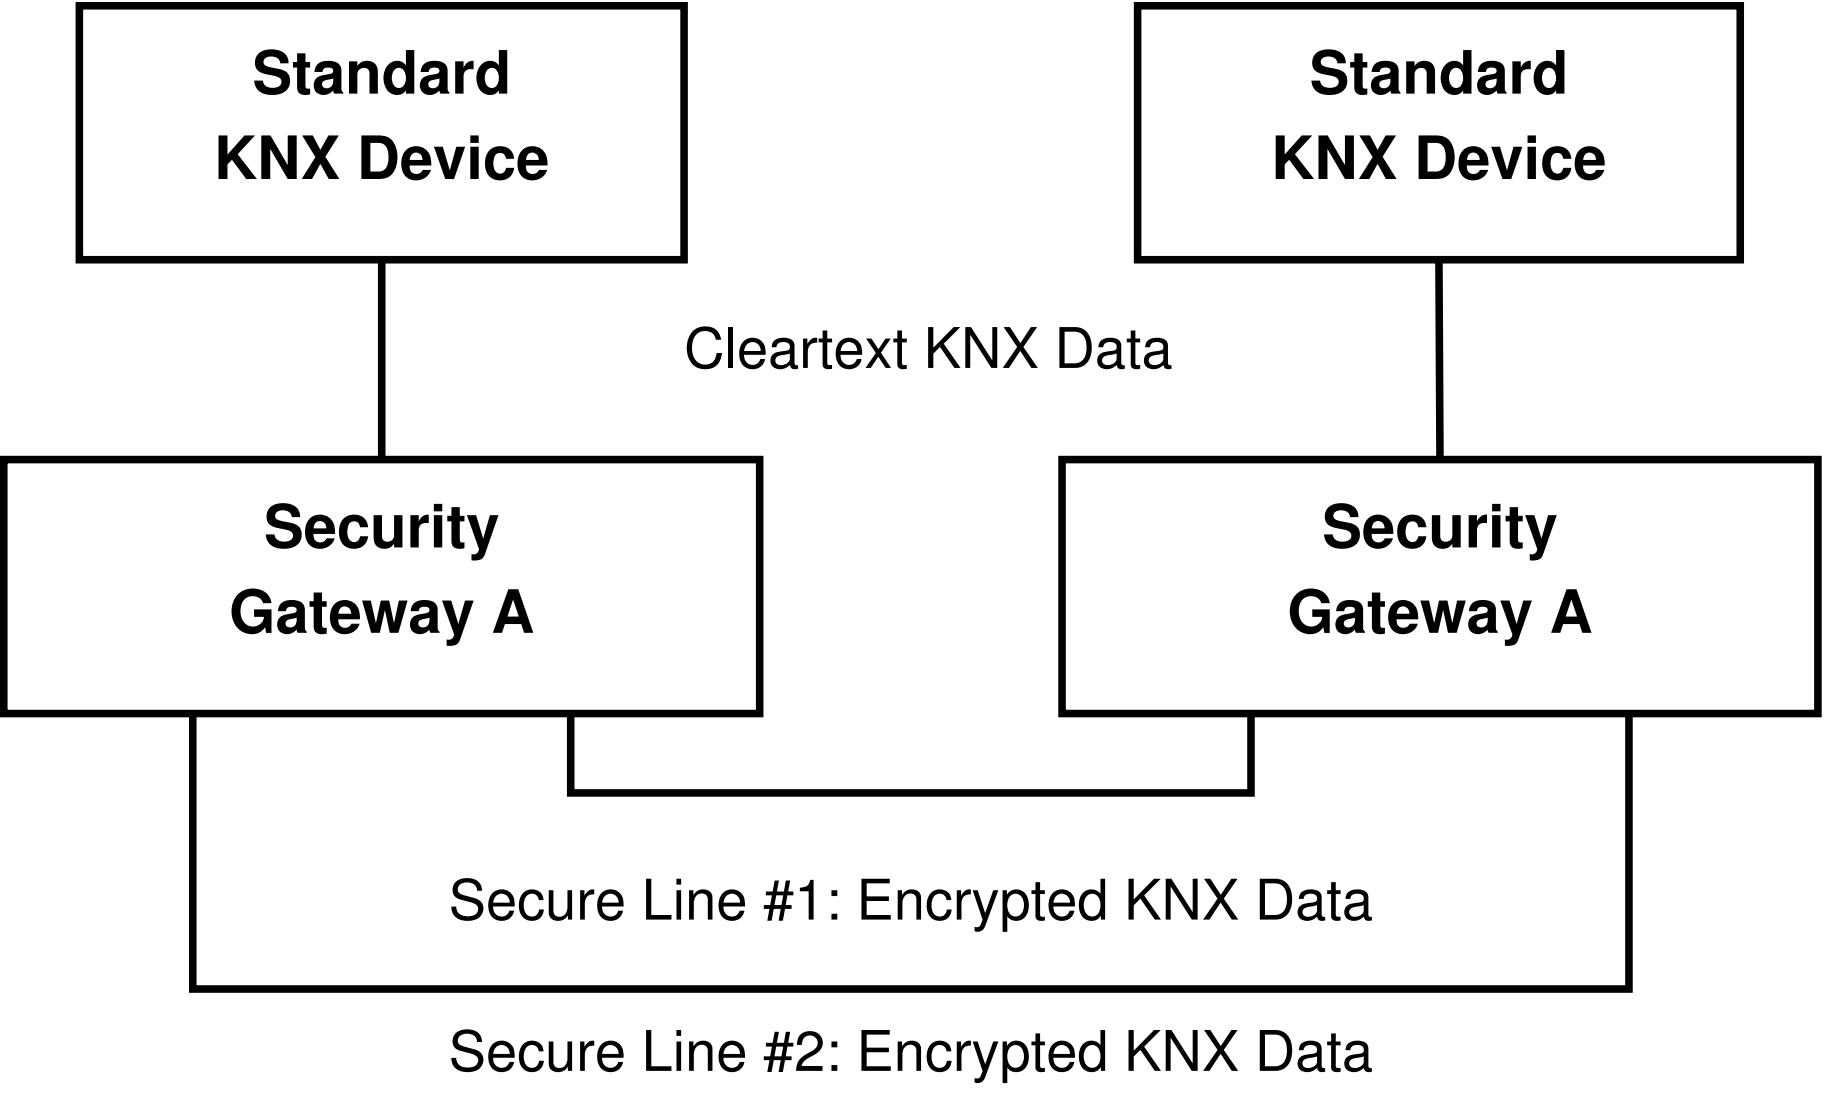 Standard
KNX Device
Standard
KNX Device
Cleartext KNX Data
Security
Gateway A
Security
Gateway A
Secure Line #1: Encrypted KNX Data
Secure Line #2: Encrypted KNX Data